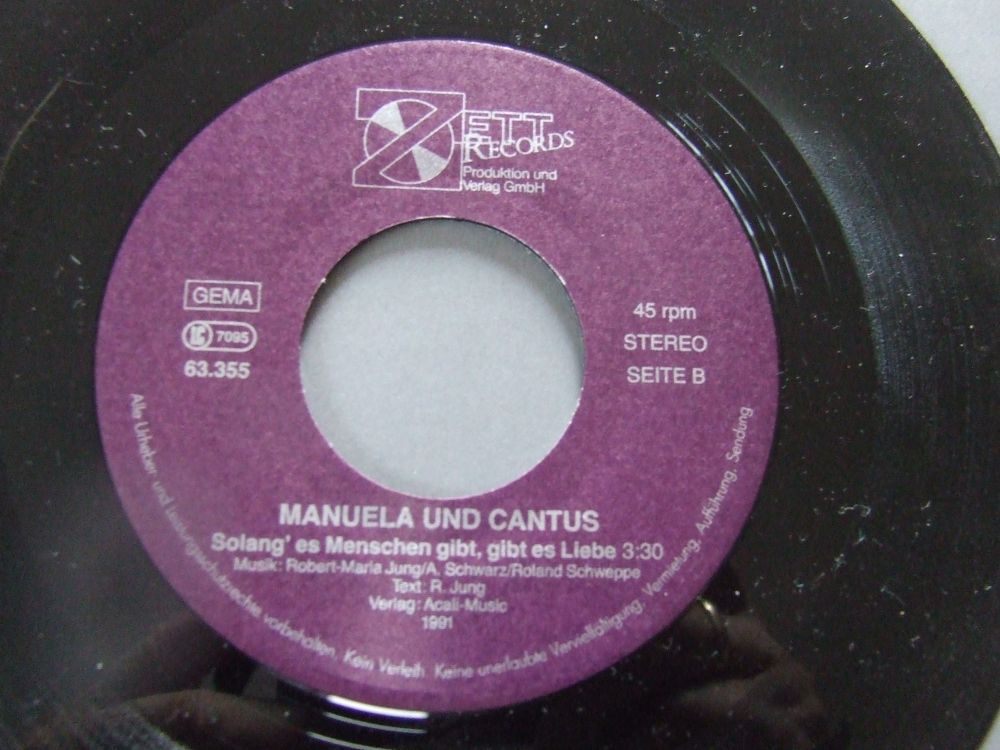 ZETT
RECORDS
Produktion und
Verlag GmbH
GEMA
LC 7095
63.355
45 rpm
STEREO
SEITE B
MANUELA UND CANTUS
Solang' es Menschen gibt, gibt es Liebe 3:30
Musik: Robert-Maria Jung/A. Schwarz/Roland Schweppe
Text: R. Jung
Verlag: Acali-Music
1991
Alle Urheber- und Leistungsschutzrechte vorbehalten. Kein Verleih. Keine unerlaubte Vervielfältigung, Vermietung, Aufführung, Sendung